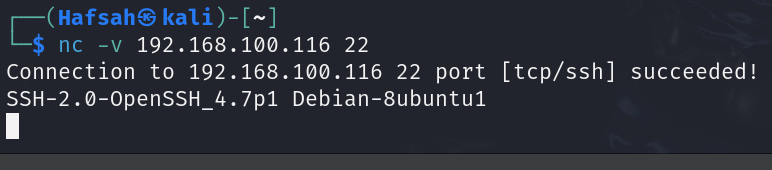 ┌──(Hafsah㉿kali)-[~]
└─$ nc -v 192.168.100.116 22
Connection to 192.168.100.116 22 port [tcp/ssh] succeeded!
SSH-2.0-OpenSSH_4.7p1 Debian-8ubuntu1